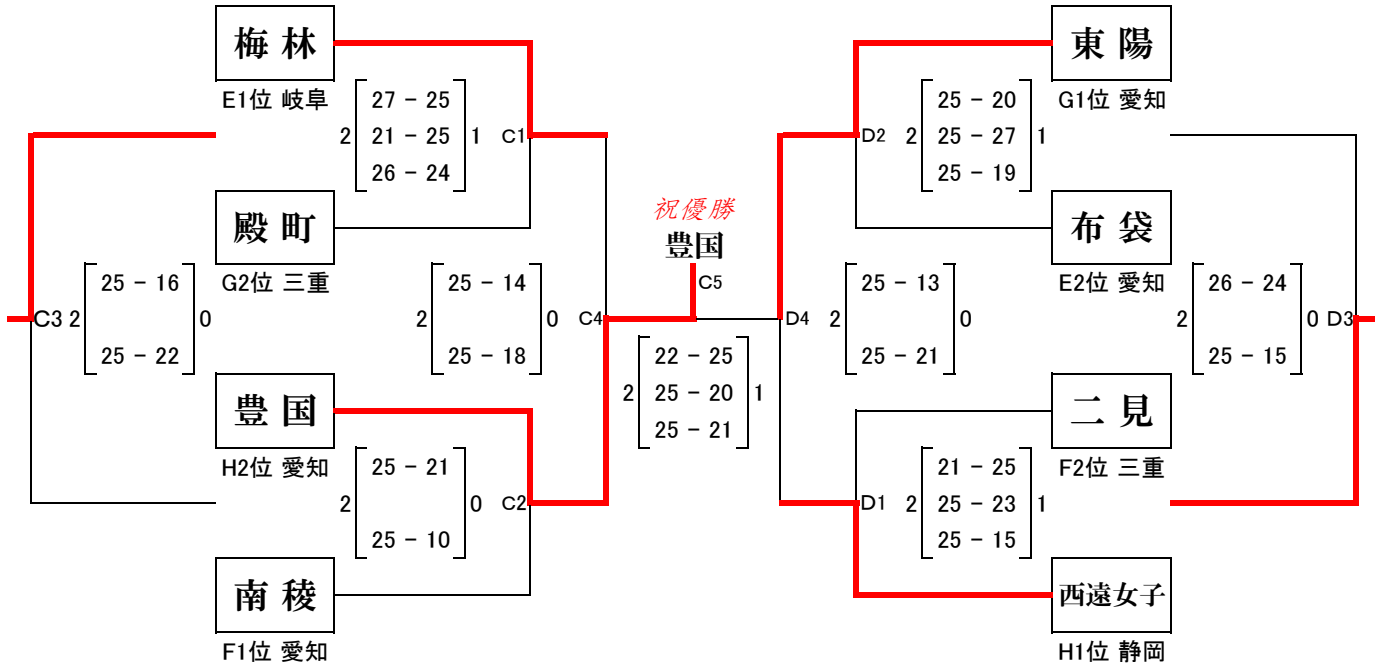 梅林
E1位 岐阜
27 − 25
2 21 − 25 1 C1
26 − 24
殿町
G2位 三重
25 − 16
C3 2 0
25 − 22
25 − 14
2 0 C4
25 − 18
豊国
H2位 愛知
25 − 21
2 0 C2
25 − 10
南稜
F1位 愛知
祝優勝
豊国
C5
22 − 25
2 25 − 20 1
25 − 21
東陽
G1位 愛知
25 − 20
D2 2 25 − 27 1
25 − 19
布袋
E2位 愛知
25 − 13
D4 2 0
25 − 21
26 − 24
2 0 D3
25 − 15
二見
F2位 三重
21 − 25
D1 2 25 − 23 1
25 − 15
西遠女子
H1位 静岡